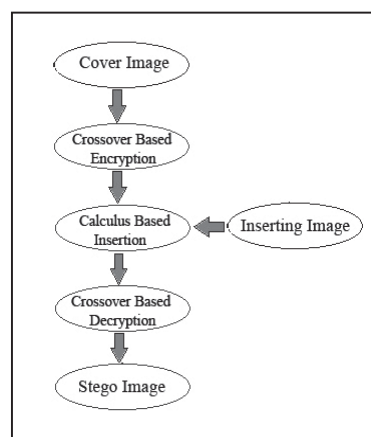 Cover Image
Crossover Based
Encryption
Calculus Based
Insertion
Inserting Image
Crossover Based
Decryption
Stego Image